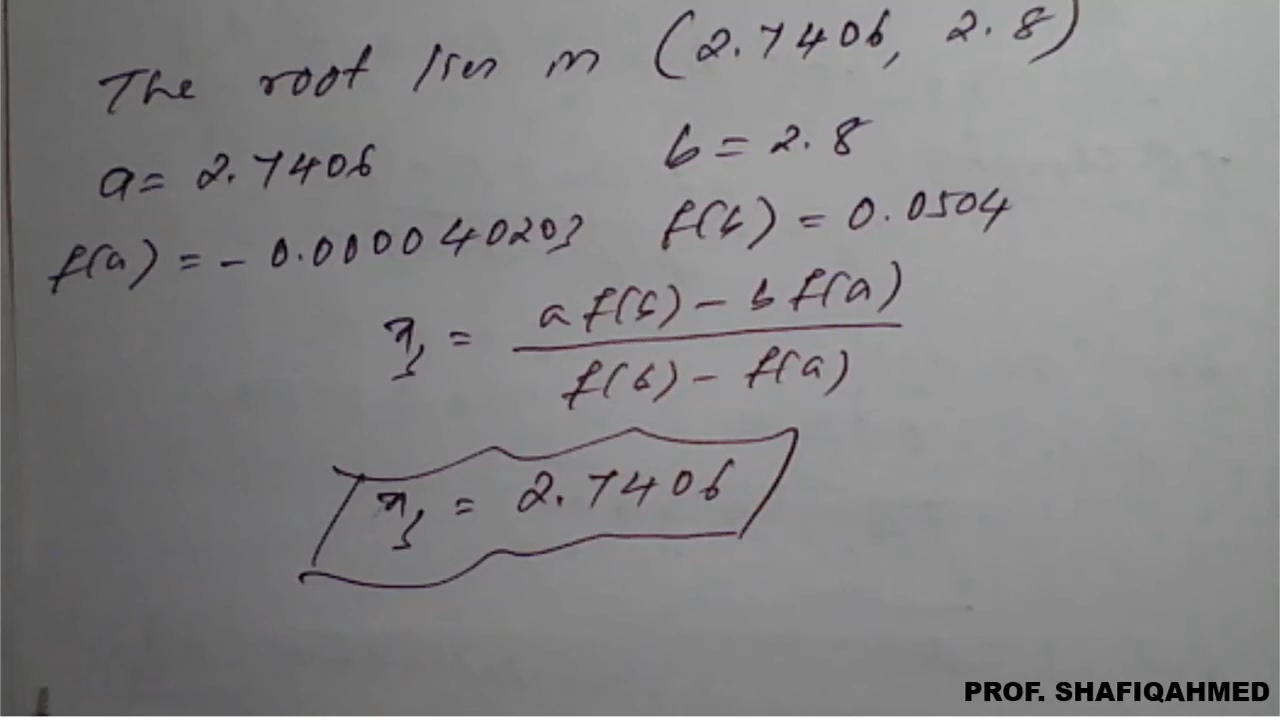 The root lies in (2.7406, 2.8)
a = 2.7406 b = 2.8
f(a) = - 0.000040203 f(b) = 0.0504
x₃ = a f(b) - b f(a)
f(b) - f(a)
x₃ = 2.7406
PROF. SHAFIQAHMED